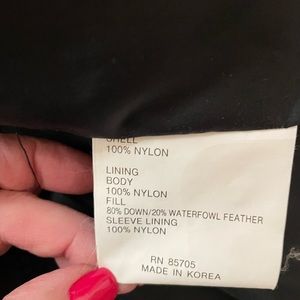 SHELL
100% NYLON
LINING
BODY
100% NYLON
FILL
80% DOWN/20% WATERFOWL FEATHER
SLEEVE LINING
100% NYLON
RN 85705
MADE IN KOREA